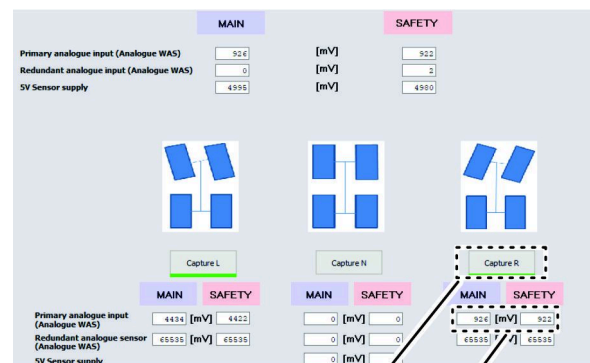 MAIN SAFETY
Primary analogue input (Analogue WAS) 926 [mV] 922
Redundant analogue input (Analogue WAS) 0 [mV] 2
5V Sensor supply 4995 4980
Capture L Capture N Capture R
MAIN SAFETY MAIN SAFETY MAIN SAFETY
Primary analogue input
(Analogue WAS) 4434 [mV] 4422 0 [mV] 0 926 [mV] 922
Redundant analogue sensor
(Analogue WAS) 65535 [mV] 65535 0 [mV] 0 65535 [mV] 65535
5V Sensor supply 0 [mV]